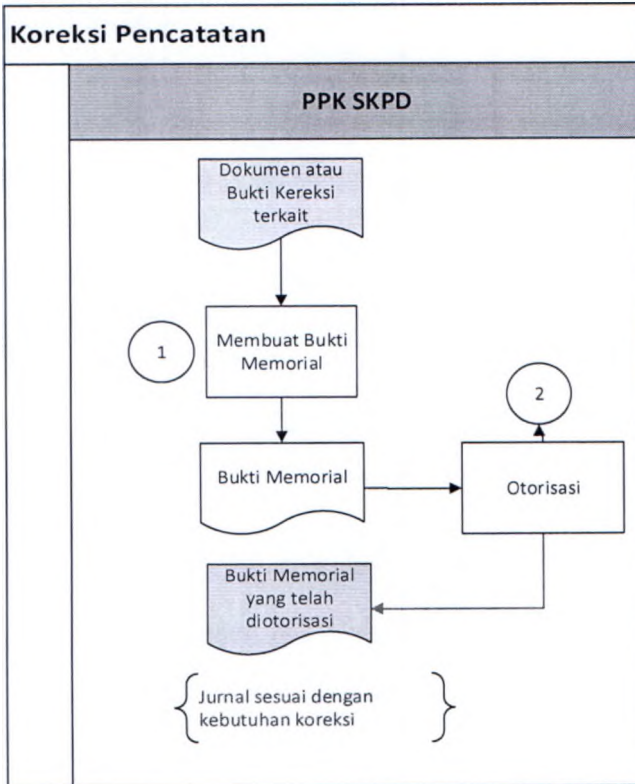 Koreksi Pencatatan
PPK SKPD
Dokumen atau
Bukti Kereksi
terkait
1
Membuat Bukti
Memorial
2
Bukti Memorial
Otorisasi
Bukti Memorial
yang telah
diotorisasi
Jurnal sesuai dengan
kebutuhan koreksi